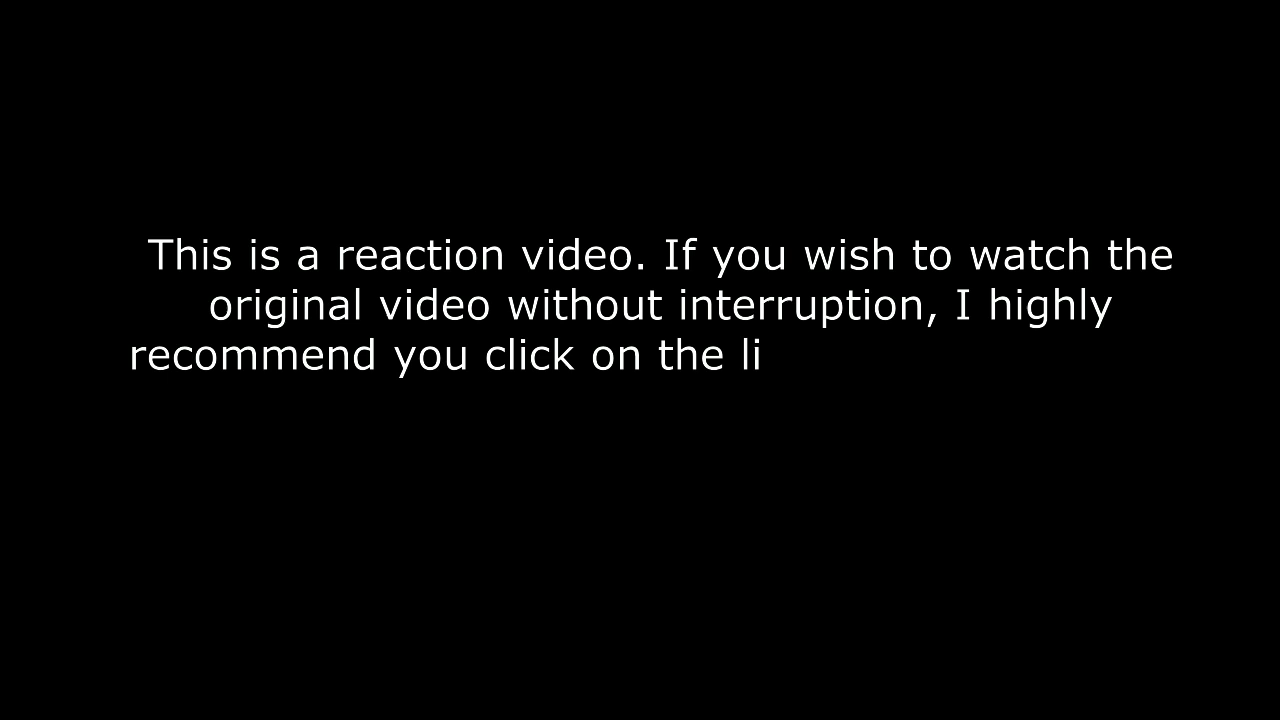 This is a reaction video. If you wish to watch the
original video without interruption, I highly
recommend you click on the li